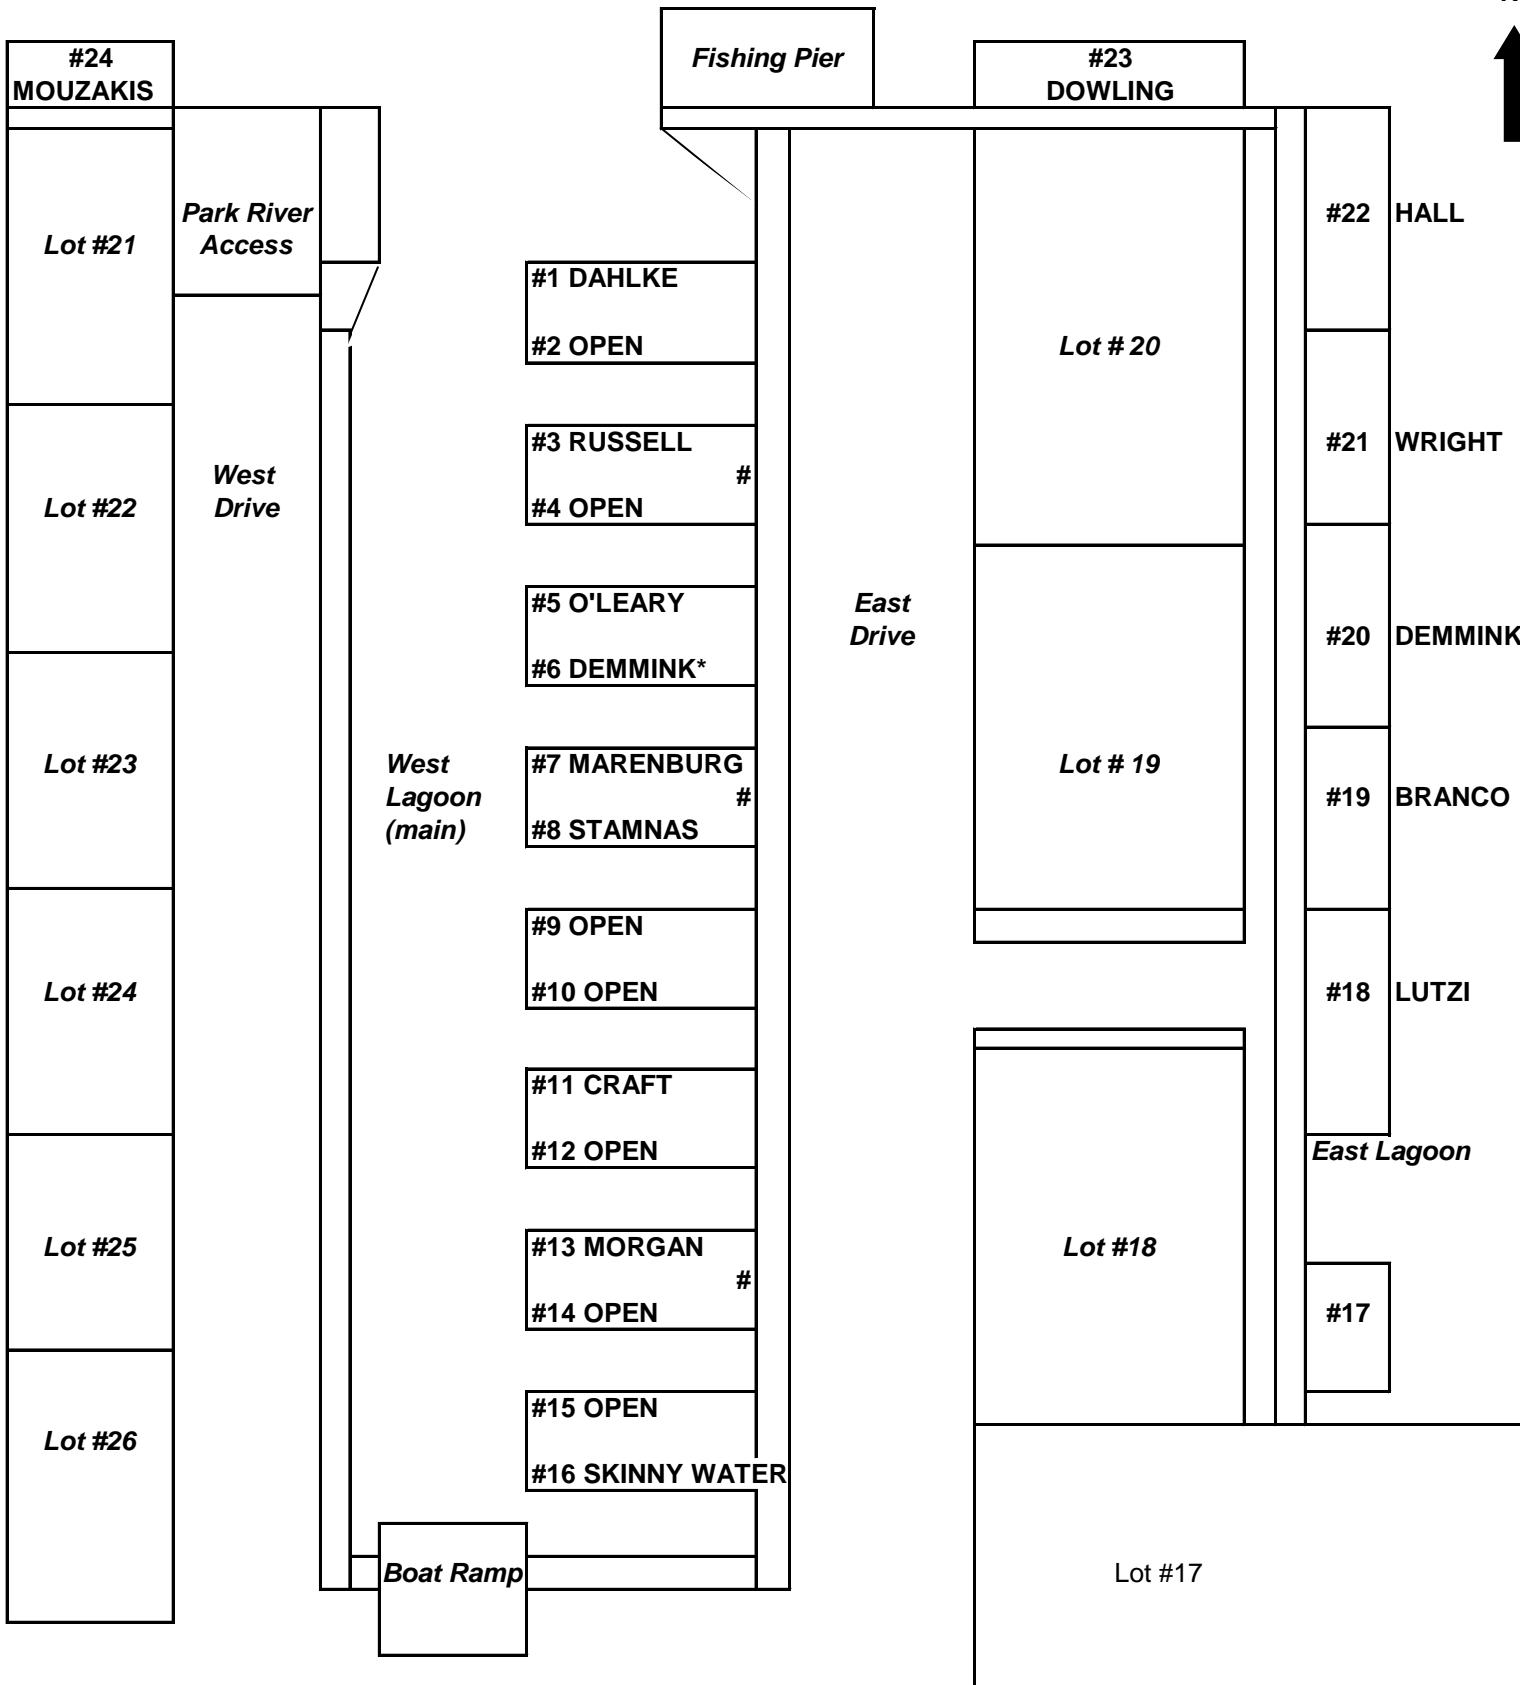 #24
MOUZAKIS
Fishing Pier
#23
DOWLING
Park River
Access
Lot #21
#22 HALL
#1 DAHLKE
#2 OPEN
Lot # 20
#3 RUSSELL
#
#4 OPEN
#21 WRIGHT
West
Drive
Lot #22
#5 O'LEARY
#6 DEMMINK*
East
Drive
#20 DEMMINK
Lot #23
West
Lagoon
(main)
#7 MARENBURG
#
#8 STAMNAS
Lot # 19
#19 BRANCO
#9 OPEN
#10 OPEN
Lot #24
#18 LUTZI
#11 CRAFT
#12 OPEN
East Lagoon
Lot #25
#13 MORGAN
#
#14 OPEN
Lot #18
#17
#15 OPEN
#16 SKINNY WATER
Lot #26
Boat Ramp
Lot #17